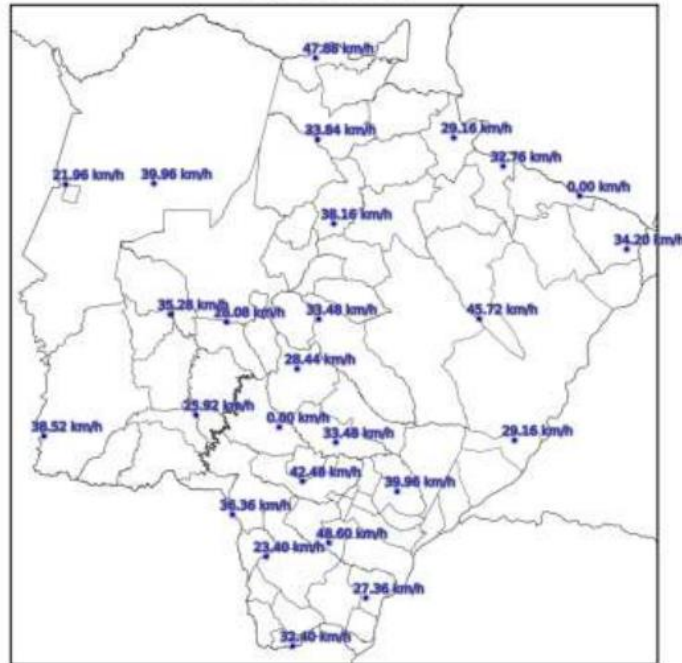 47.88 km/h
33.84 km/h
29.16 km/h
32.76 km/h
21.96 km/h
39.96 km/h
0.00 km/h
38.16 km/h
34.20 km/h
35.28 km/h
28.08 km/h
33.48 km/h
45.72 km/h
28.44 km/h
25.92 km/h
0.00 km/h
38.52 km/h
33.48 km/h
29.16 km/h
42.48 km/h
39.96 km/h
36.36 km/h
48.60 km/h
23.40 km/h
27.36 km/h
32.40 km/h